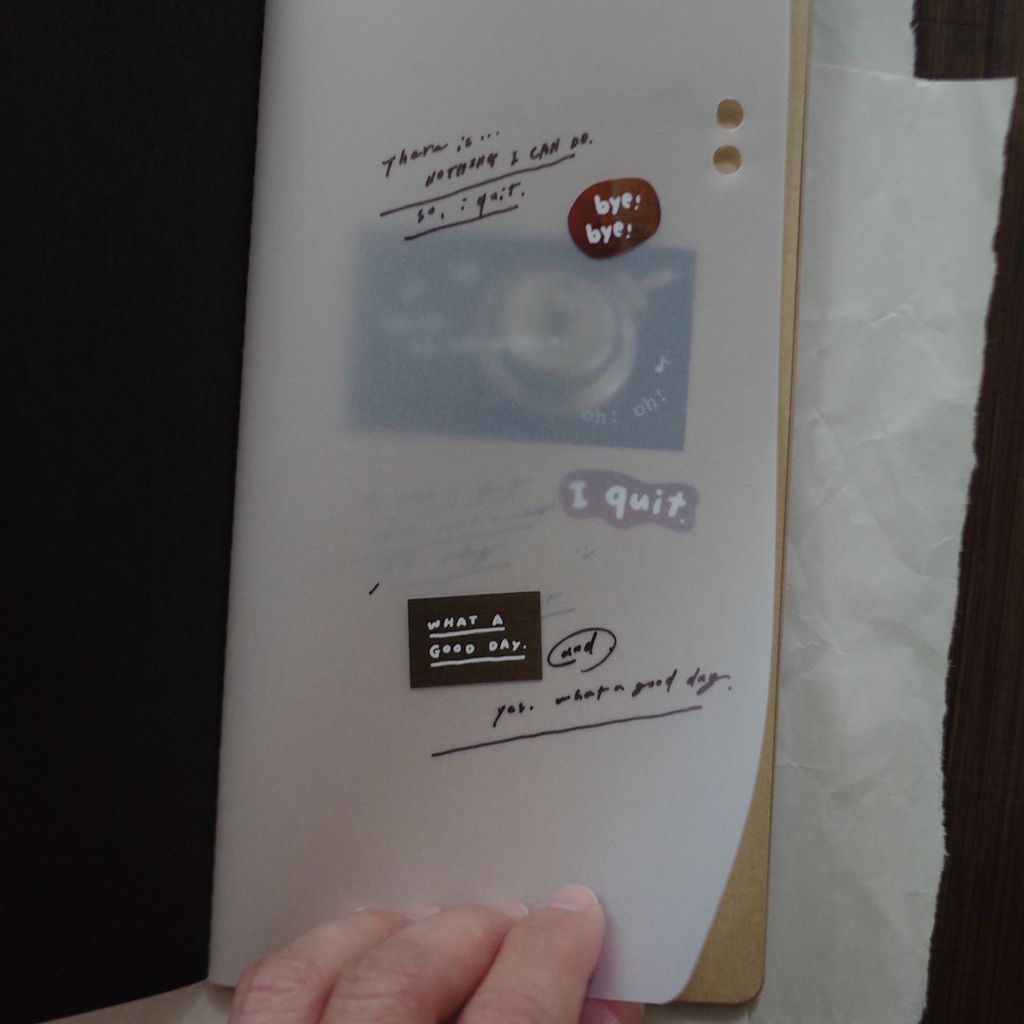 There is...
NOTHING I CAN DO.
so, i quit.
bye!
bye!
oh! oh!
I quit.
WHAT A
GOOD DAY.
and
yes. what a good day.